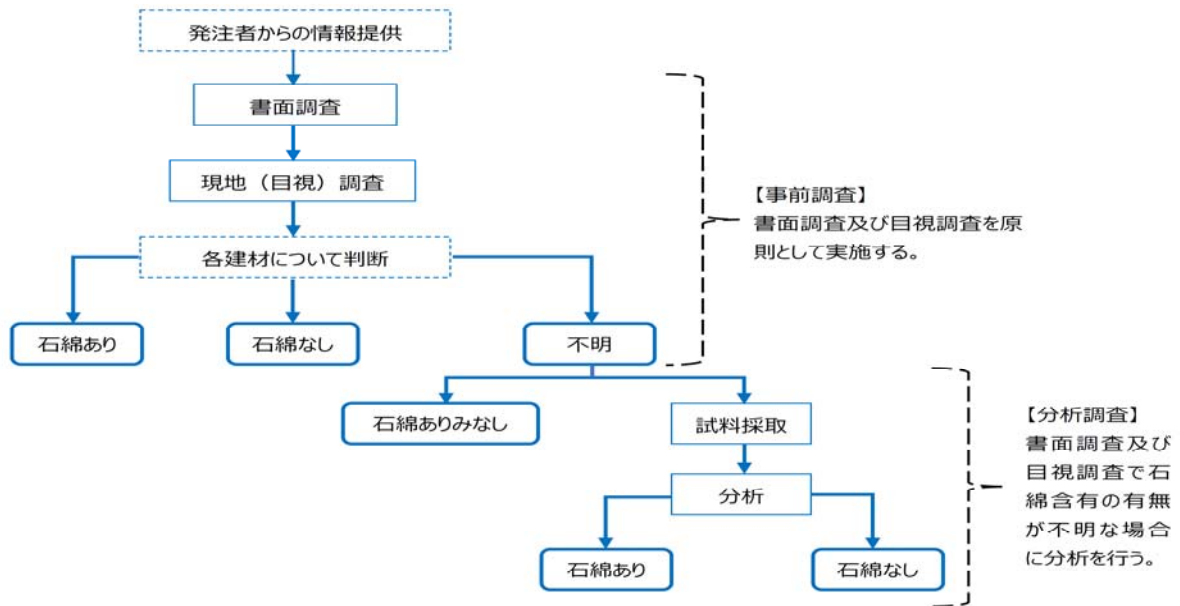 発注者からの情報提供
書面調査
現地（目視）調査
各建材について判断
石綿あり
石綿なし
不明
【事前調査】
書面調査及び目視調査を原
則として実施する。
石綿ありみなし
試料採取
分析
石綿あり
石綿なし
【分析調査】
書面調査及び
目視調査で石
綿含有の有無
が不明な場合
に分析を行う。